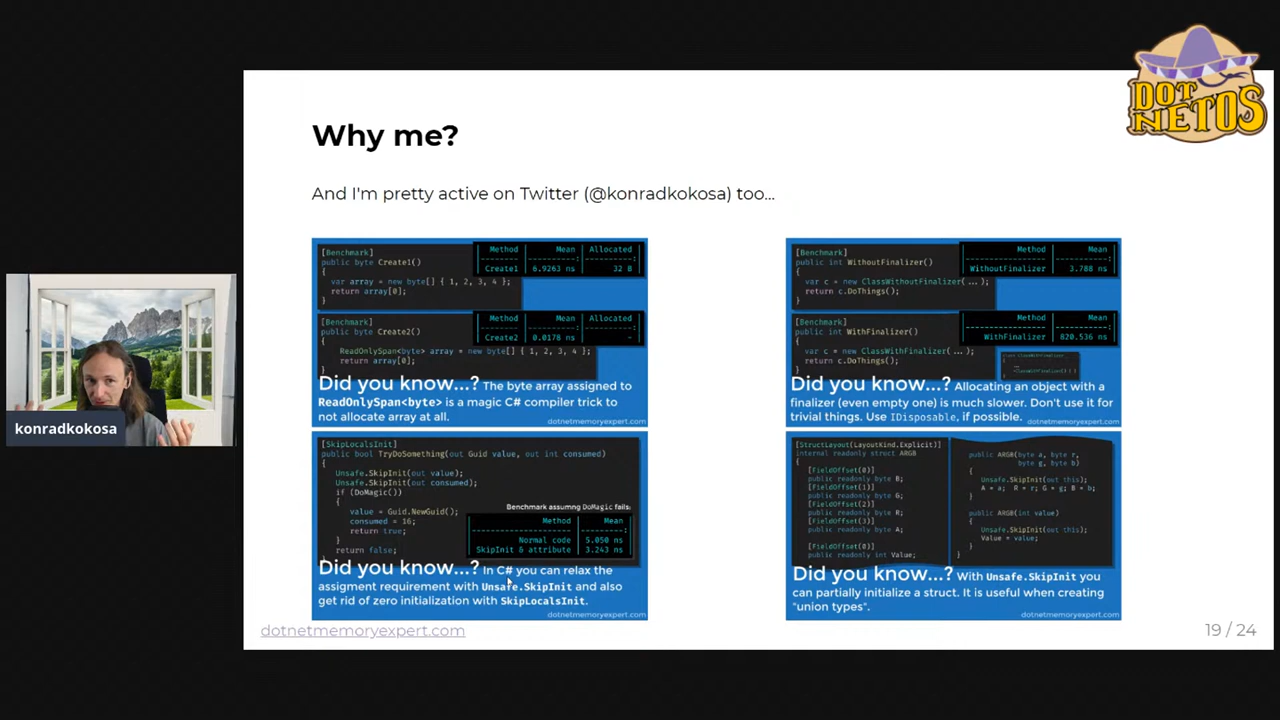 DOT
NETOS
Why me?
And I'm pretty active on Twitter (@konradkokosa) too...
[Benchmark]
public byte Create1()
{
var array = new byte[] { 1, 2, 3, 4 };
return array[0];
}
| Method | Mean | Allocated
Create1 | 6.9263 ns | 32 B
[Benchmark]
public byte Create2()
{
ReadOnlySpan<byte> array = new byte[] { 1, 2, 3, 4 };
return array[0];
}
| Method | Mean | Allocated
Create2 | 0.0178 ns | -
Did you know...? The byte array assigned to
ReadOnlySpan<byte> is a magic C# compiler trick to
not allocate array at all.
dotnetmemoryexpert.com
[Benchmark]
public int WithoutFinalizer()
{
var c = new ClassWithoutFinalizer(...);
return c.DoThings();
}
| Method | Mean
WithoutFinalizer | 3.788 ns
[Benchmark]
public int WithFinalizer()
{
var c = new ClassWithFinalizer(...);
return c.DoThings();
}
| Method | Mean
WithFinalizer | 820.536 ns
Did you know...? Allocating an object with a
finalizer (even empty one) is much slower. Don't use it for
trivial things. Use IDisposable, if possible.
dotnetmemoryexpert.com
[SkipLocalsInit]
public bool TryDoSomething(out Guid value, out int consumed)
{
Unsafe.SkipInit(out value);
Unsafe.SkipInit(out consumed);
if (DoMagic())
{
value = Guid.NewGuid();
consumed = 16;
return true;
}
return false;
}
Benchmark assumng DoMagic fails:
| Method | Mean |
Normal code | 5.050 ns |
SkipInit & attribute | 3.243 ns |
Did you know...? In C# you can relax the
assigment requirement with Unsafe.SkipInit and also
get rid of zero initialization with SkipLocalsInit.
dotnetmemoryexpert.com
[StructLayout(LayoutKind.Explicit)]
internal readonly struct ARGB
{
[FieldOffset(0)]
public readonly byte B;
[FieldOffset(1)]
public readonly byte G;
[FieldOffset(2)]
public readonly byte R;
[FieldOffset(3)]
public readonly byte A;
[FieldOffset(0)]
public readonly int Value;
public ARGB(byte a, byte r,
byte g, byte b)
{
Unsafe.SkipInit(out this);
A = a; R = r; G = g; B = b;
}
public ARGB(int value)
{
Unsafe.SkipInit(out this);
Value = value;
}
}
Did you know...? With Unsafe.SkipInit you
can partially initialize a struct. It is useful when creating
"union types".
dotnetmemoryexpert.com
konradkokosa
dotnetmemoryexpert.com
19 / 24